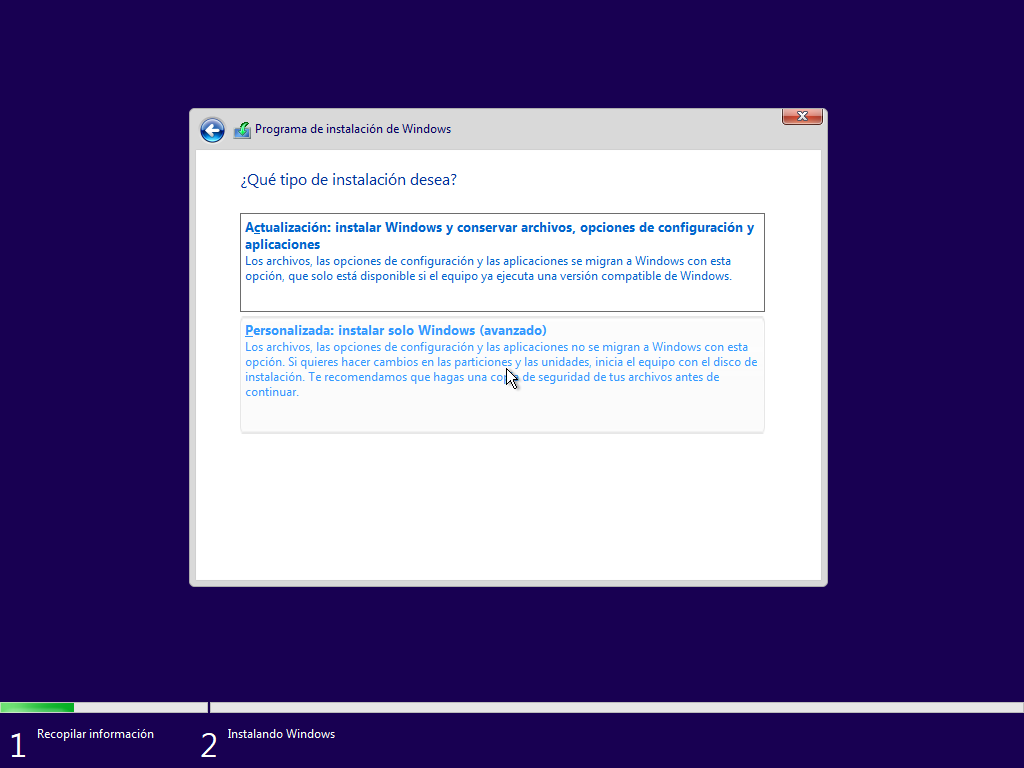 Programa de instalación de Windows
¿Qué tipo de instalación desea?
Actualización: instalar Windows y conservar archivos, opciones de configuración y
aplicaciones
Los archivos, las opciones de configuración y las aplicaciones se migran a Windows con esta
opción, que solo está disponible si el equipo ya ejecuta una versión compatible de Windows.
Personalizada: instalar solo Windows (avanzado)
Los archivos, las opciones de configuración y las aplicaciones no se migran a Windows con esta
opción. Si quieres hacer cambios en las particiones y las unidades, inicia el equipo con el disco de
instalación. Te recomendamos que hagas una copia de seguridad de tus archivos antes de
continuar.
1 Recopilar información
2 Instalando Windows